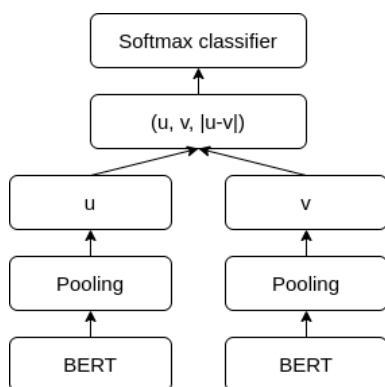 Softmax classifier
(u, v, |u-v|)
u
v
Pooling
Pooling
BERT
BERT